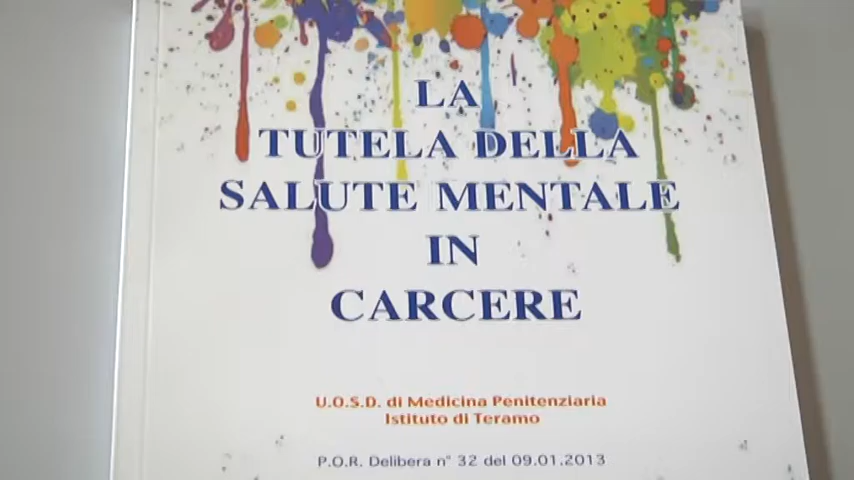 LA
TUTELA DELLA
SALUTE MENTALE
IN
CARCERE
U.O.S.D. di Medicina Penitenziaria
Istituto di Teramo
P.O.R. Delibera n° 32 del 09.01.2013